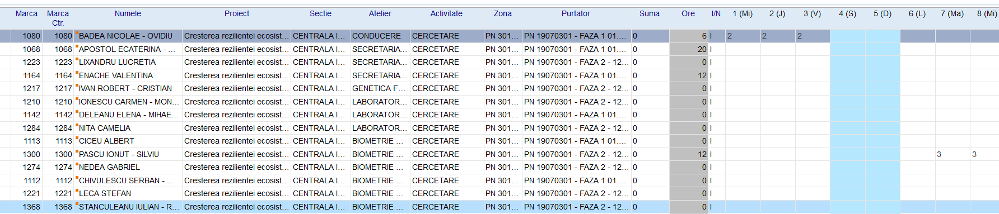 Marca Marca Ctr. Numele Proiect Sectie Atelier Activitate Zona Purtator Suma Ore I/N 1 (Mi) 2 (J) 3 (V) 4 (S) 5 (D) 6 (L) 7 (Ma) 8 (Mi)
1080 1080 BADEA NICOLAE - OVIDIU Cresterea rezilientei ecosist... CENTRALA I... CONDUCERE CERCETARE PN 301... PN 19070301 - FAZA 1 01.... 0 6 I 2 2 2
1068 1068 APOSTOL ECATERINA - ... Cresterea rezilientei ecosist... CENTRALA I... SECRETARIA... CERCETARE PN 301... PN 19070301 - FAZA 1 01.... 0 20 I
1223 1223 LIXANDRU LUCRETIA Cresterea rezilientei ecosist... CENTRALA I... SECRETARIA... CERCETARE PN 301... PN 19070301 - FAZA 2 - 12... 0 0 I
1164 1164 ENACHE VALENTINA Cresterea rezilientei ecosist... CENTRALA I... SECRETARIA... CERCETARE PN 301... PN 19070301 - FAZA 1 01.... 0 12 I
1217 1217 IVAN ROBERT - CRISTIAN Cresterea rezilientei ecosist... CENTRALA I... GENETICA F... CERCETARE PN 301... PN 19070301 - FAZA 2 - 12... 0 0 I
1210 1210 IONESCU CARMEN - MON... Cresterea rezilientei ecosist... CENTRALA I... LABORATOR... CERCETARE PN 301... PN 19070301 - FAZA 2 - 12... 0 0 I
1142 1142 DELEANU ELENA - MIHAE... Cresterea rezilientei ecosist... CENTRALA I... LABORATOR... CERCETARE PN 301... PN 19070301 - FAZA 1 01.... 0 0 I
1284 1284 NITA CAMELIA Cresterea rezilientei ecosist... CENTRALA I... LABORATOR... CERCETARE PN 301... PN 19070301 - FAZA 2 - 12... 0 0 I
1113 1113 CICEU ALBERT Cresterea rezilientei ecosist... CENTRALA I... BIOMETRIE ... CERCETARE PN 301... PN 19070301 - FAZA 1 01.... 0 0 I
1300 1300 PASCU IONUT - SILVIU Cresterea rezilientei ecosist... CENTRALA I... BIOMETRIE ... CERCETARE PN 301... PN 19070301 - FAZA 2 - 12... 0 12 I 3 3
1274 1274 NEDEA GABRIEL Cresterea rezilientei ecosist... CENTRALA I... BIOMETRIE ... CERCETARE PN 301... PN 19070301 - FAZA 2 - 12... 0 0 I
1112 1112 CHIVULESCU SERBAN - ... Cresterea rezilientei ecosist... CENTRALA I... BIOMETRIE ... CERCETARE PN 301... PN 19070301 - FAZA 1 01.... 0 0 I
1221 1221 LECA STEFAN Cresterea rezilientei ecosist... CENTRALA I... BIOMETRIE ... CERCETARE PN 301... PN 19070301 - FAZA 2 - 12... 0 0 I
1368 1368 STANCULEANU IULIAN - R... Cresterea rezilientei ecosist... CENTRALA I... BIOMETRIE ... CERCETARE PN 301... PN 19070301 - FAZA 2 - 12... 0 0 I